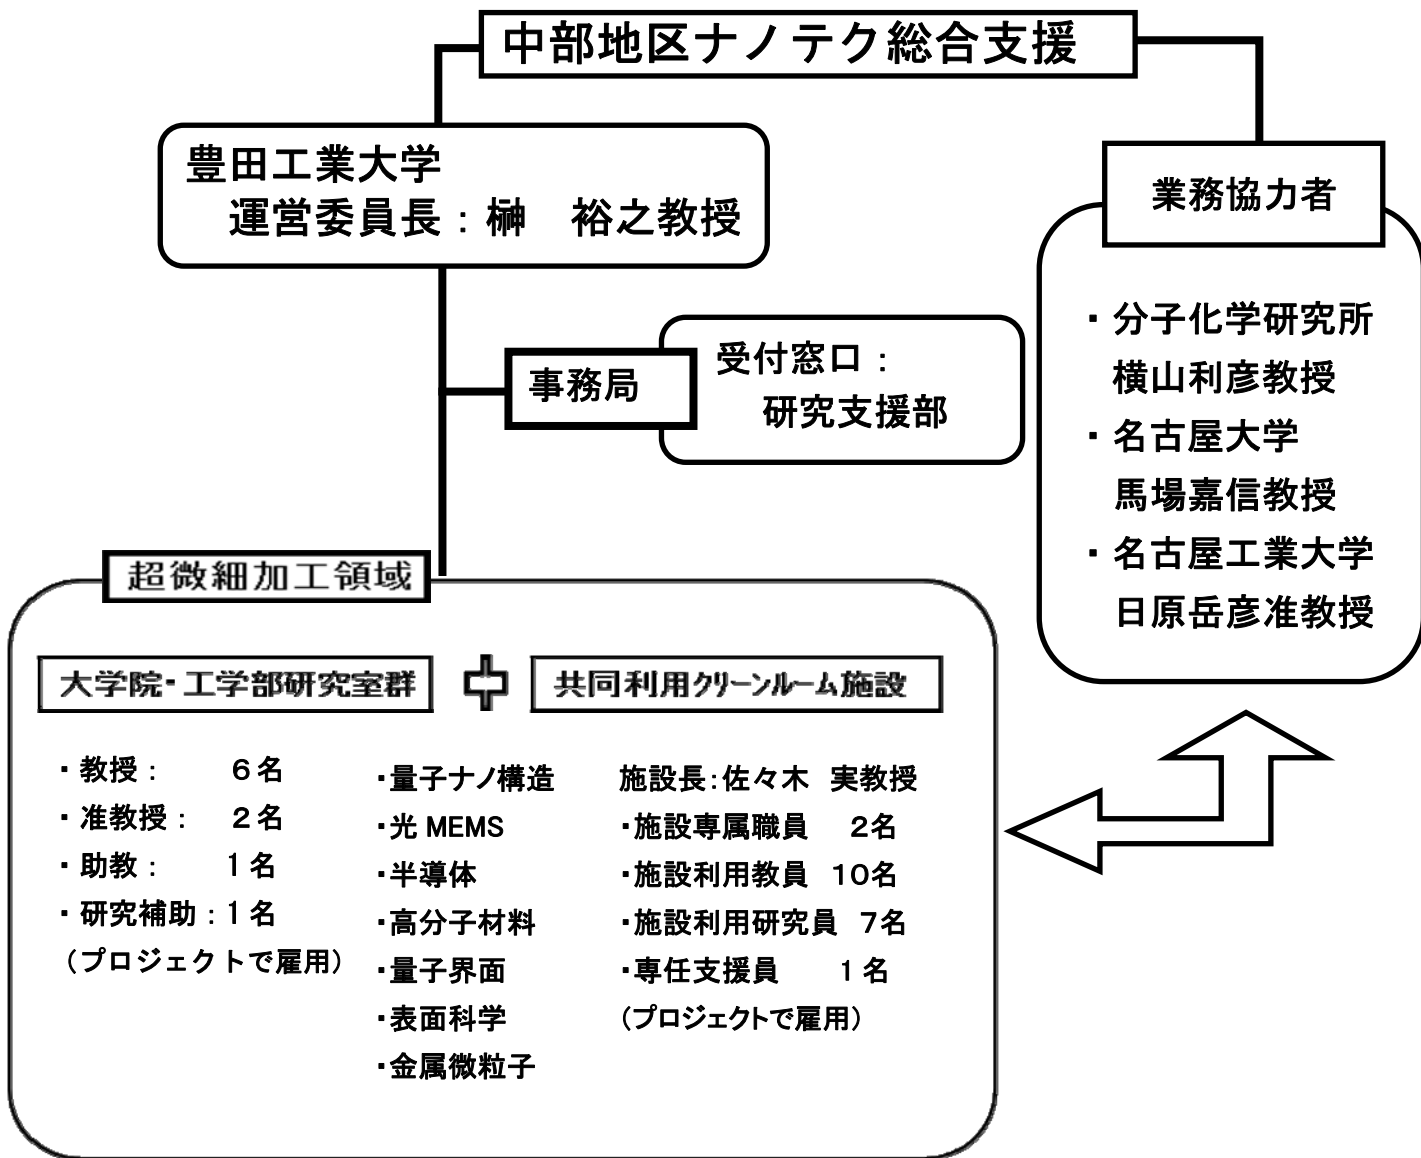 中部地区ナノテク総合支援
豊田工業大学
運営委員長：榊　裕之教授
業務協力者
・分子化学研究所
横山利彦教授
・名古屋大学
馬場嘉信教授
・名古屋工業大学
日原岳彦准教授
事務局
受付窓口：
研究支援部
超微細加工領域
大学院・工学部研究室群
共同利用クリーンルーム施設
・教授：　６名
・准教授：　２名
・助教：　１名
・研究補助：１名
（プロジェクトで雇用）
・量子ナノ構造
・光 MEMS
・半導体
・高分子材料
・量子界面
・表面科学
・金属微粒子
施設長：佐々木　実教授
・施設専属職員　２名
・施設利用教員　１０名
・施設利用研究員　７名
・専任支援員　１名
（プロジェクトで雇用）